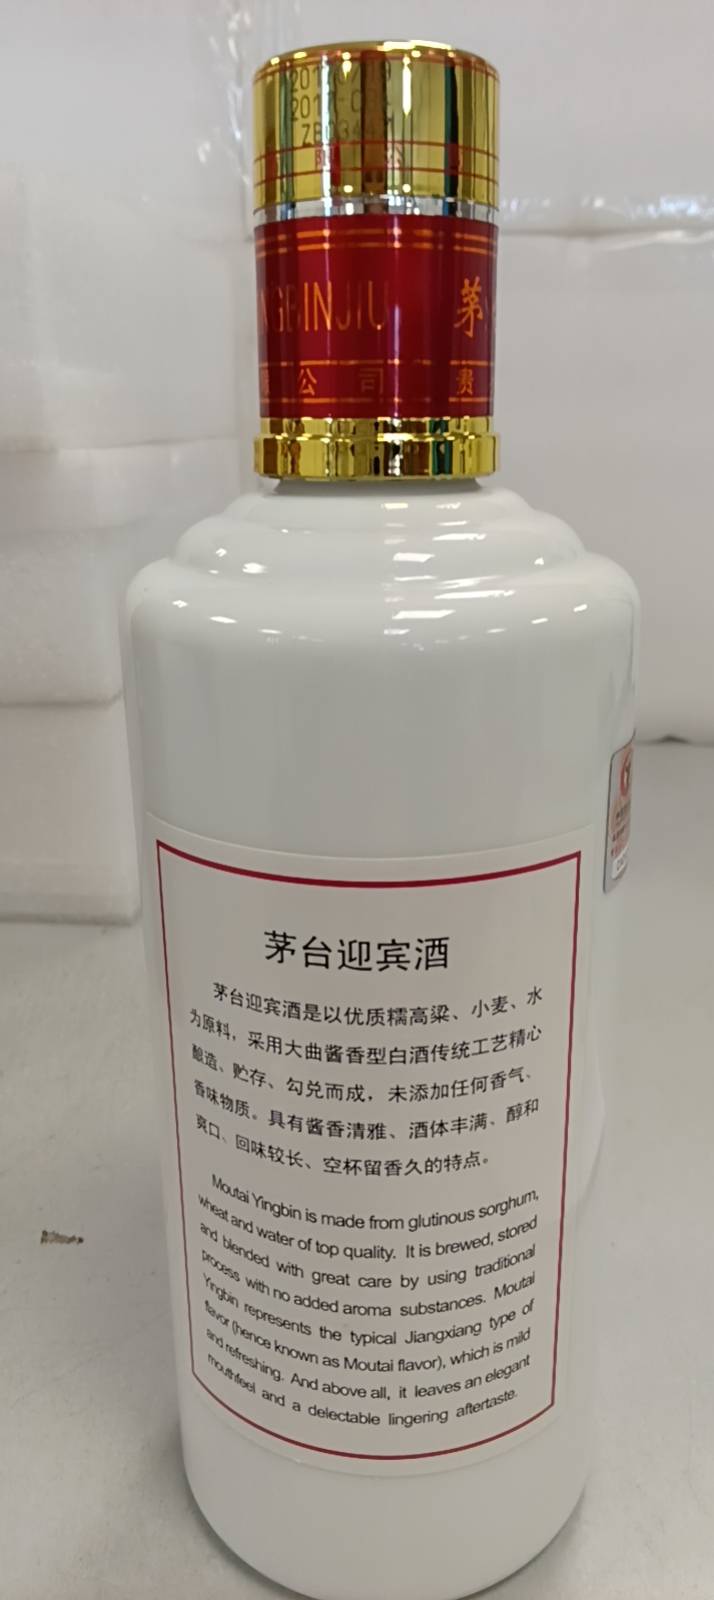 NGBINJIU
茅
公司 贵
茅台迎宾酒
茅台迎宾酒是以优质糯高粱、小麦、水
为原料，采用大曲酱香型白酒传统工艺精心
酿造、贮存、勾兑而成，未添加任何香气、
香味物质。具有酱香清雅、酒体丰满、醇和
爽口、回味较长、空杯留香久的特点。
Moutai Yingbin is made from glutinous sorghum,
wheat and water of top quality. It is brewed, stored
and blended with great care by using traditional
process with no added aroma substances. Moutai
Yingbin represents the typical Jiangxiang type of
flavor (hence known as Moutai flavor), which is mild
and refreshing. And above all, it leaves an elegant
mouthfeel and a delectable lingering aftertaste.